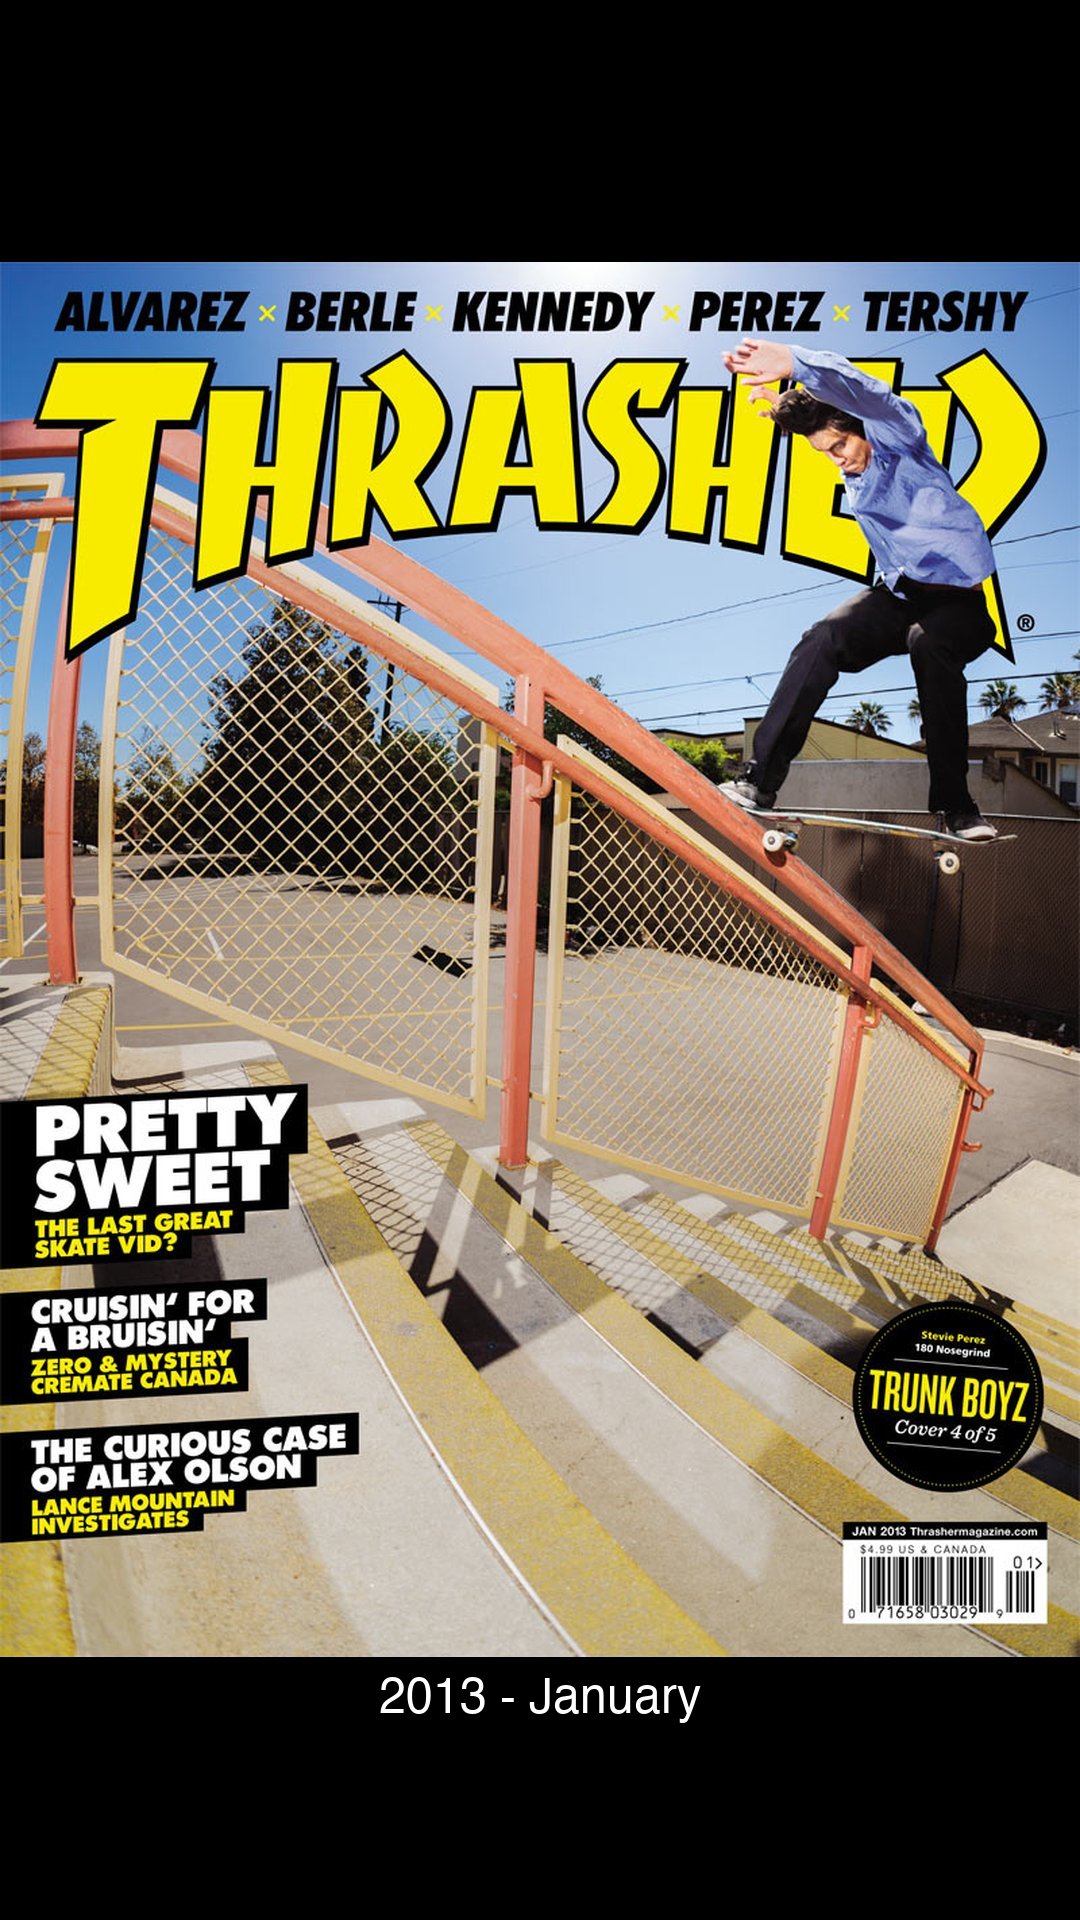 ALVAREZ × BERLE × KENNEDY × PEREZ × TERSHY
THRASHER
®
PRETTY
SWEET
THE LAST GREAT
SKATE VID?
CRUISIN' FOR
A BRUISIN'
ZERO & MYSTERY
CREMATE CANADA
THE CURIOUS CASE
OF ALEX OLSON
LANCE MOUNTAIN
INVESTIGATES
Stevie Perez
180 Nosegrind
TRUNK BOYZ
Cover 4 of 5
JAN 2013 Thrashermagazine.com
$4.99 US & CANADA
01>
0 71658 03029 9
2013 - January